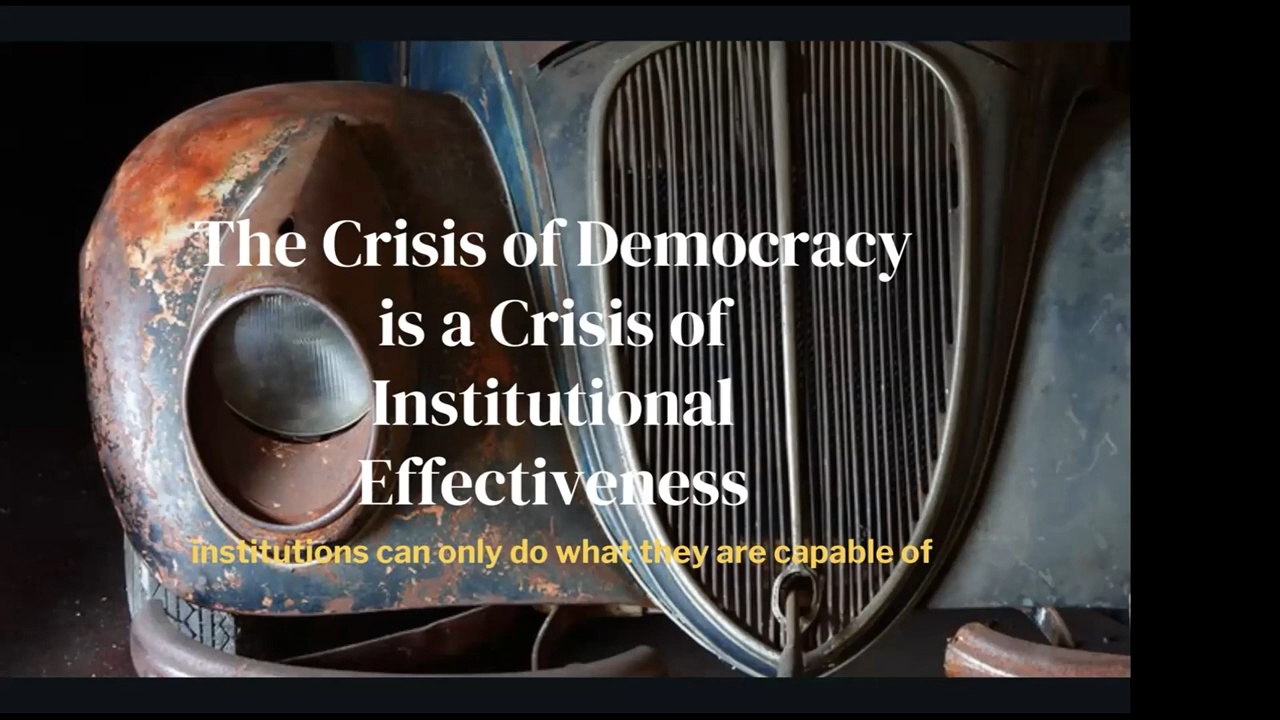 The Crisis of Democracy
is a Crisis of
Institutional
Effectiveness
institutions can only do what they are capable of